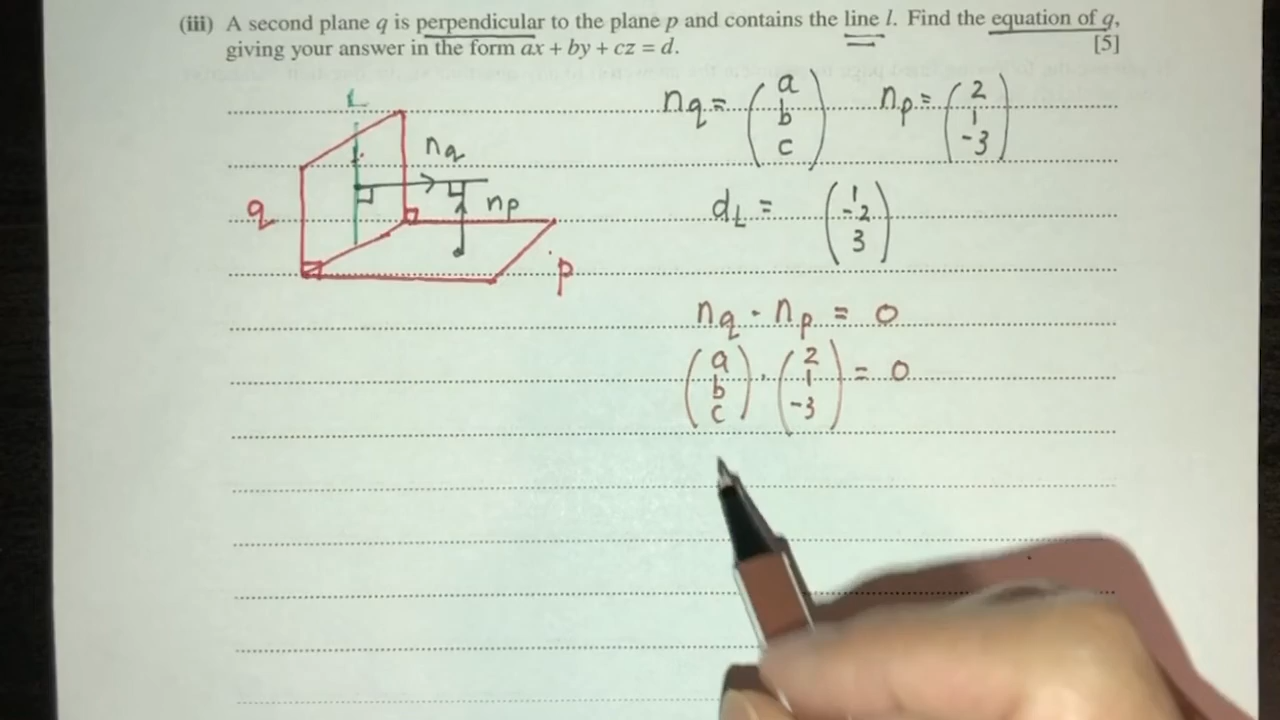 (iii) A second plane q is perpendicular to the plane p and contains the line l. Find the equation of q,
giving your answer in the form ax + by + cz = d. [5]
L
nq
q
np
p
nq = (a b c) np = (2 1 -3)
dL = (1 -2 3)
nq · np = 0
(a b c) · (2 1 -3) = 0